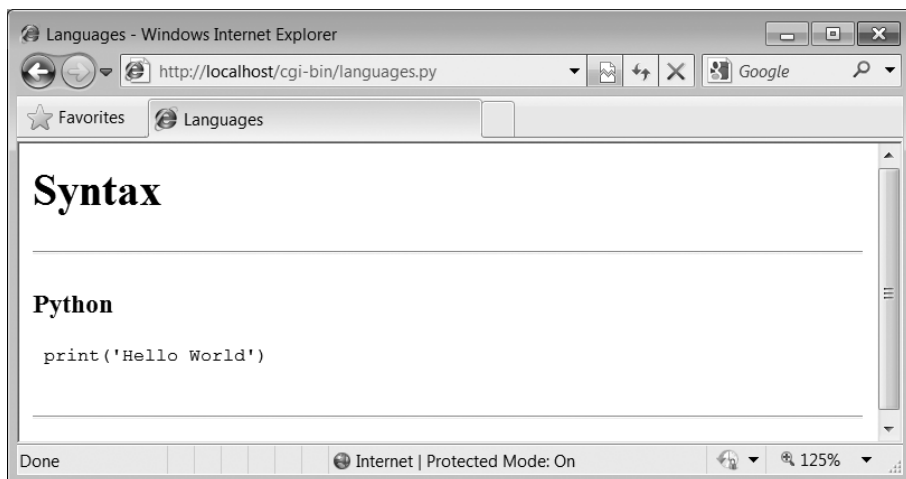 Languages - Windows Internet Explorer
http://localhost/cgi-bin/languages.py
Google
Favorites
Languages
Syntax
Python
print('Hello World')
Done
Internet | Protected Mode: On
125%